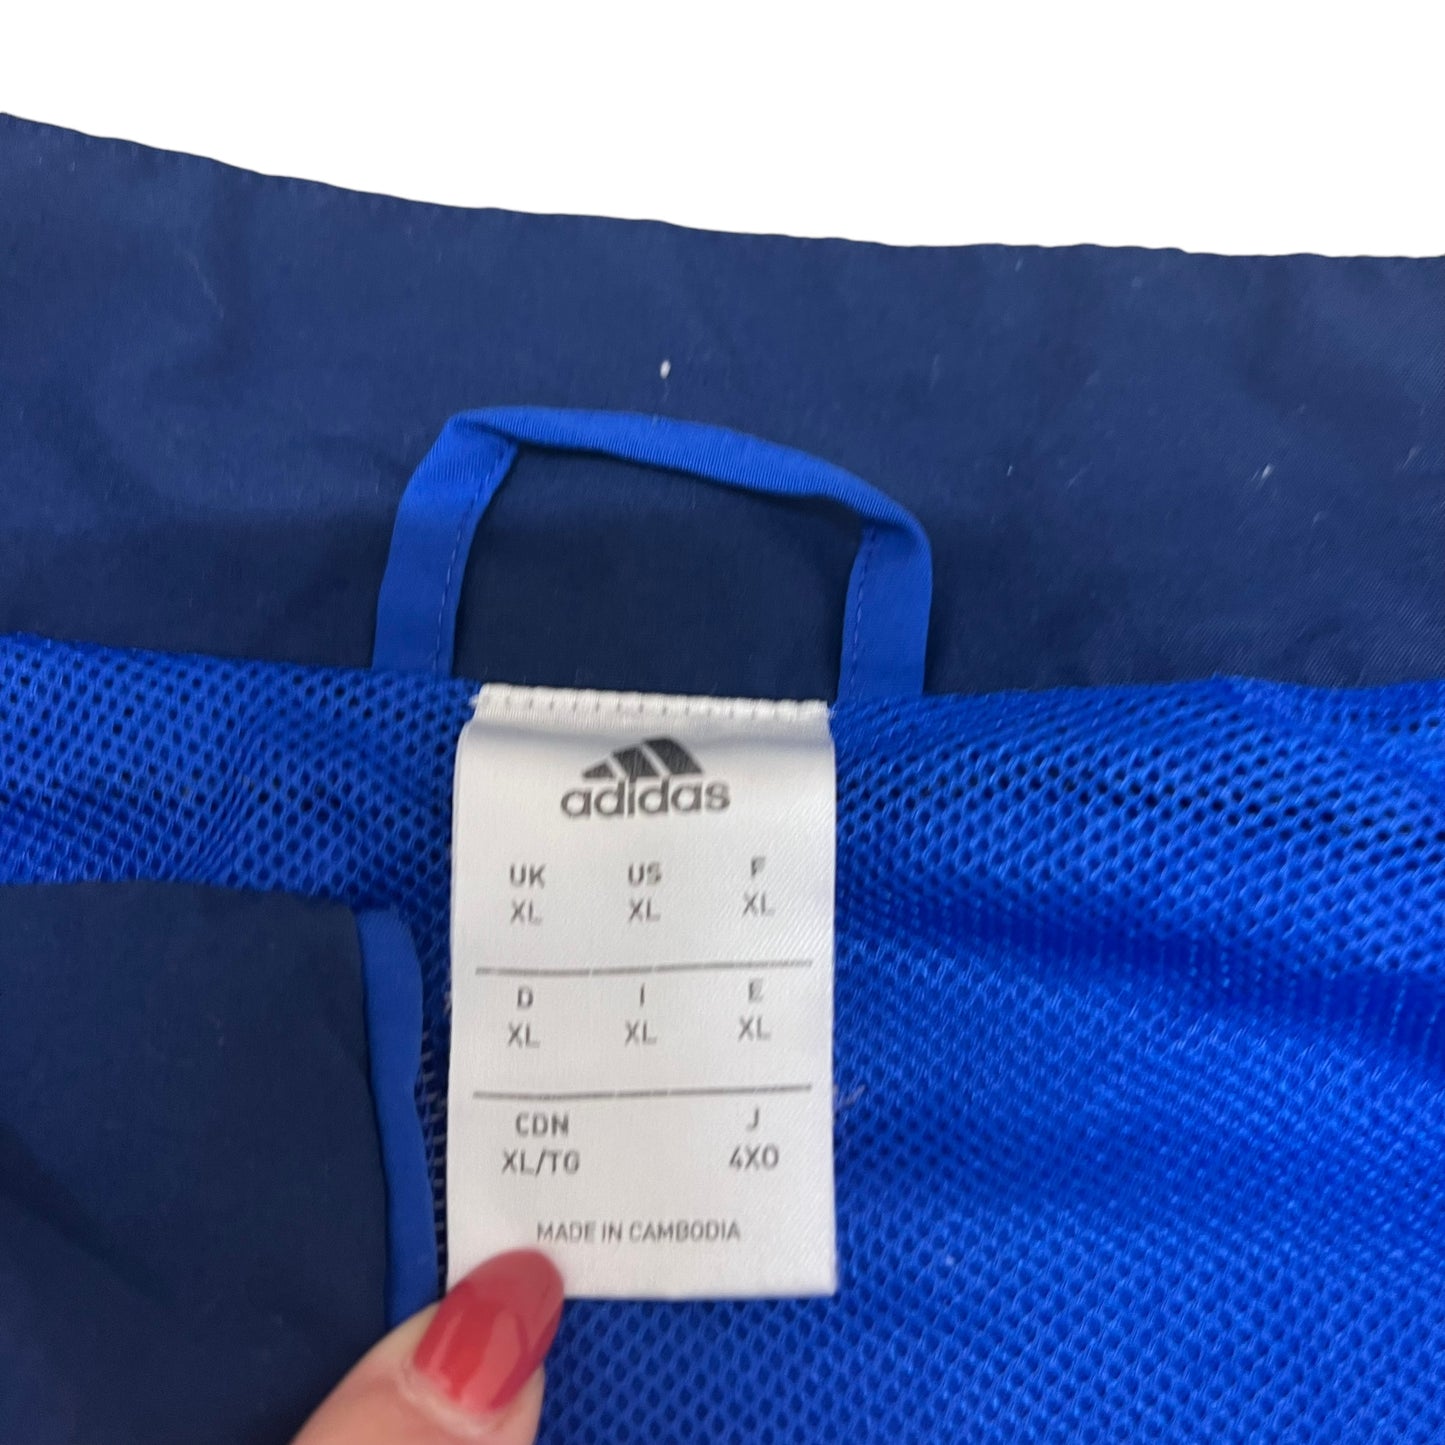 adidas
UK US F
XL XL XL
D I E
XL XL XL
CDN J
XL/TG 4XO
MADE IN CAMBODIA